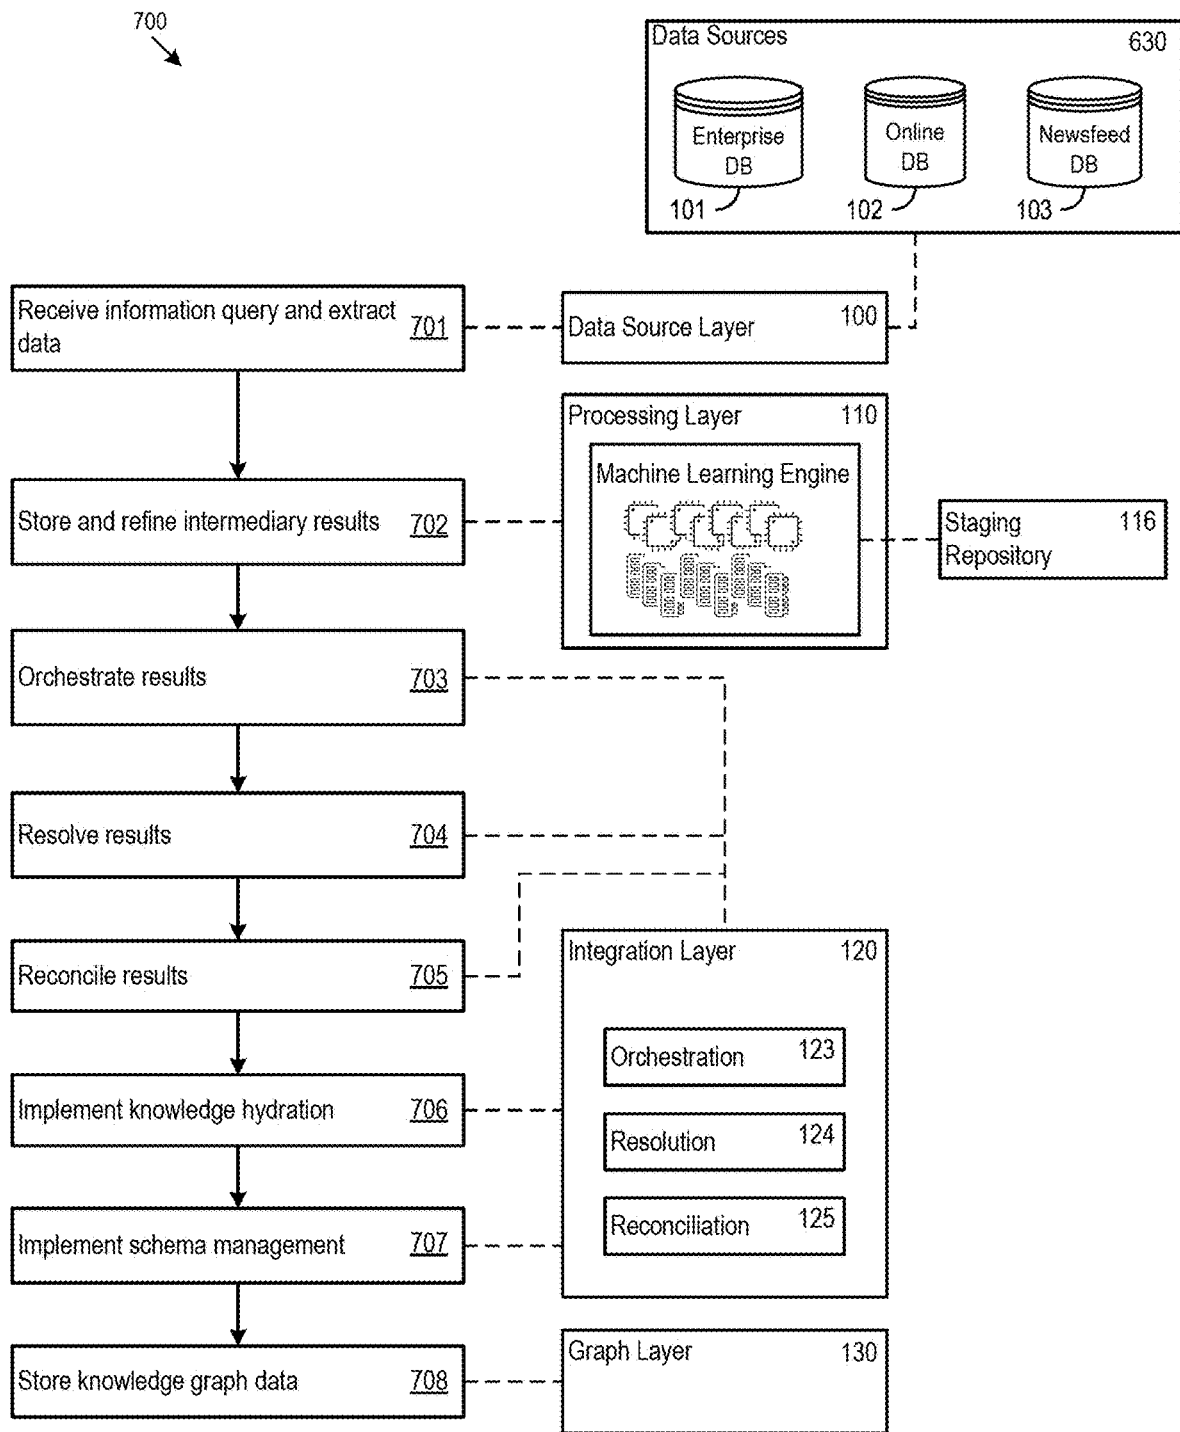 700
Data Sources
630
Enterprise
DB
Online
DB
Newsfeed
DB
101
102
103
Receive information query and extract
data
701
Data Source Layer
100
Processing Layer
110
Machine Learning Engine
Store and refine intermediary results
702
Staging
Repository
116
Orchestrate results
703
Resolve results
704
Reconcile results
705
Integration Layer
120
Orchestration
123
Implement knowledge hydration
706
Resolution
124
Reconciliation
125
Implement schema management
707
Graph Layer
130
Store knowledge graph data
708